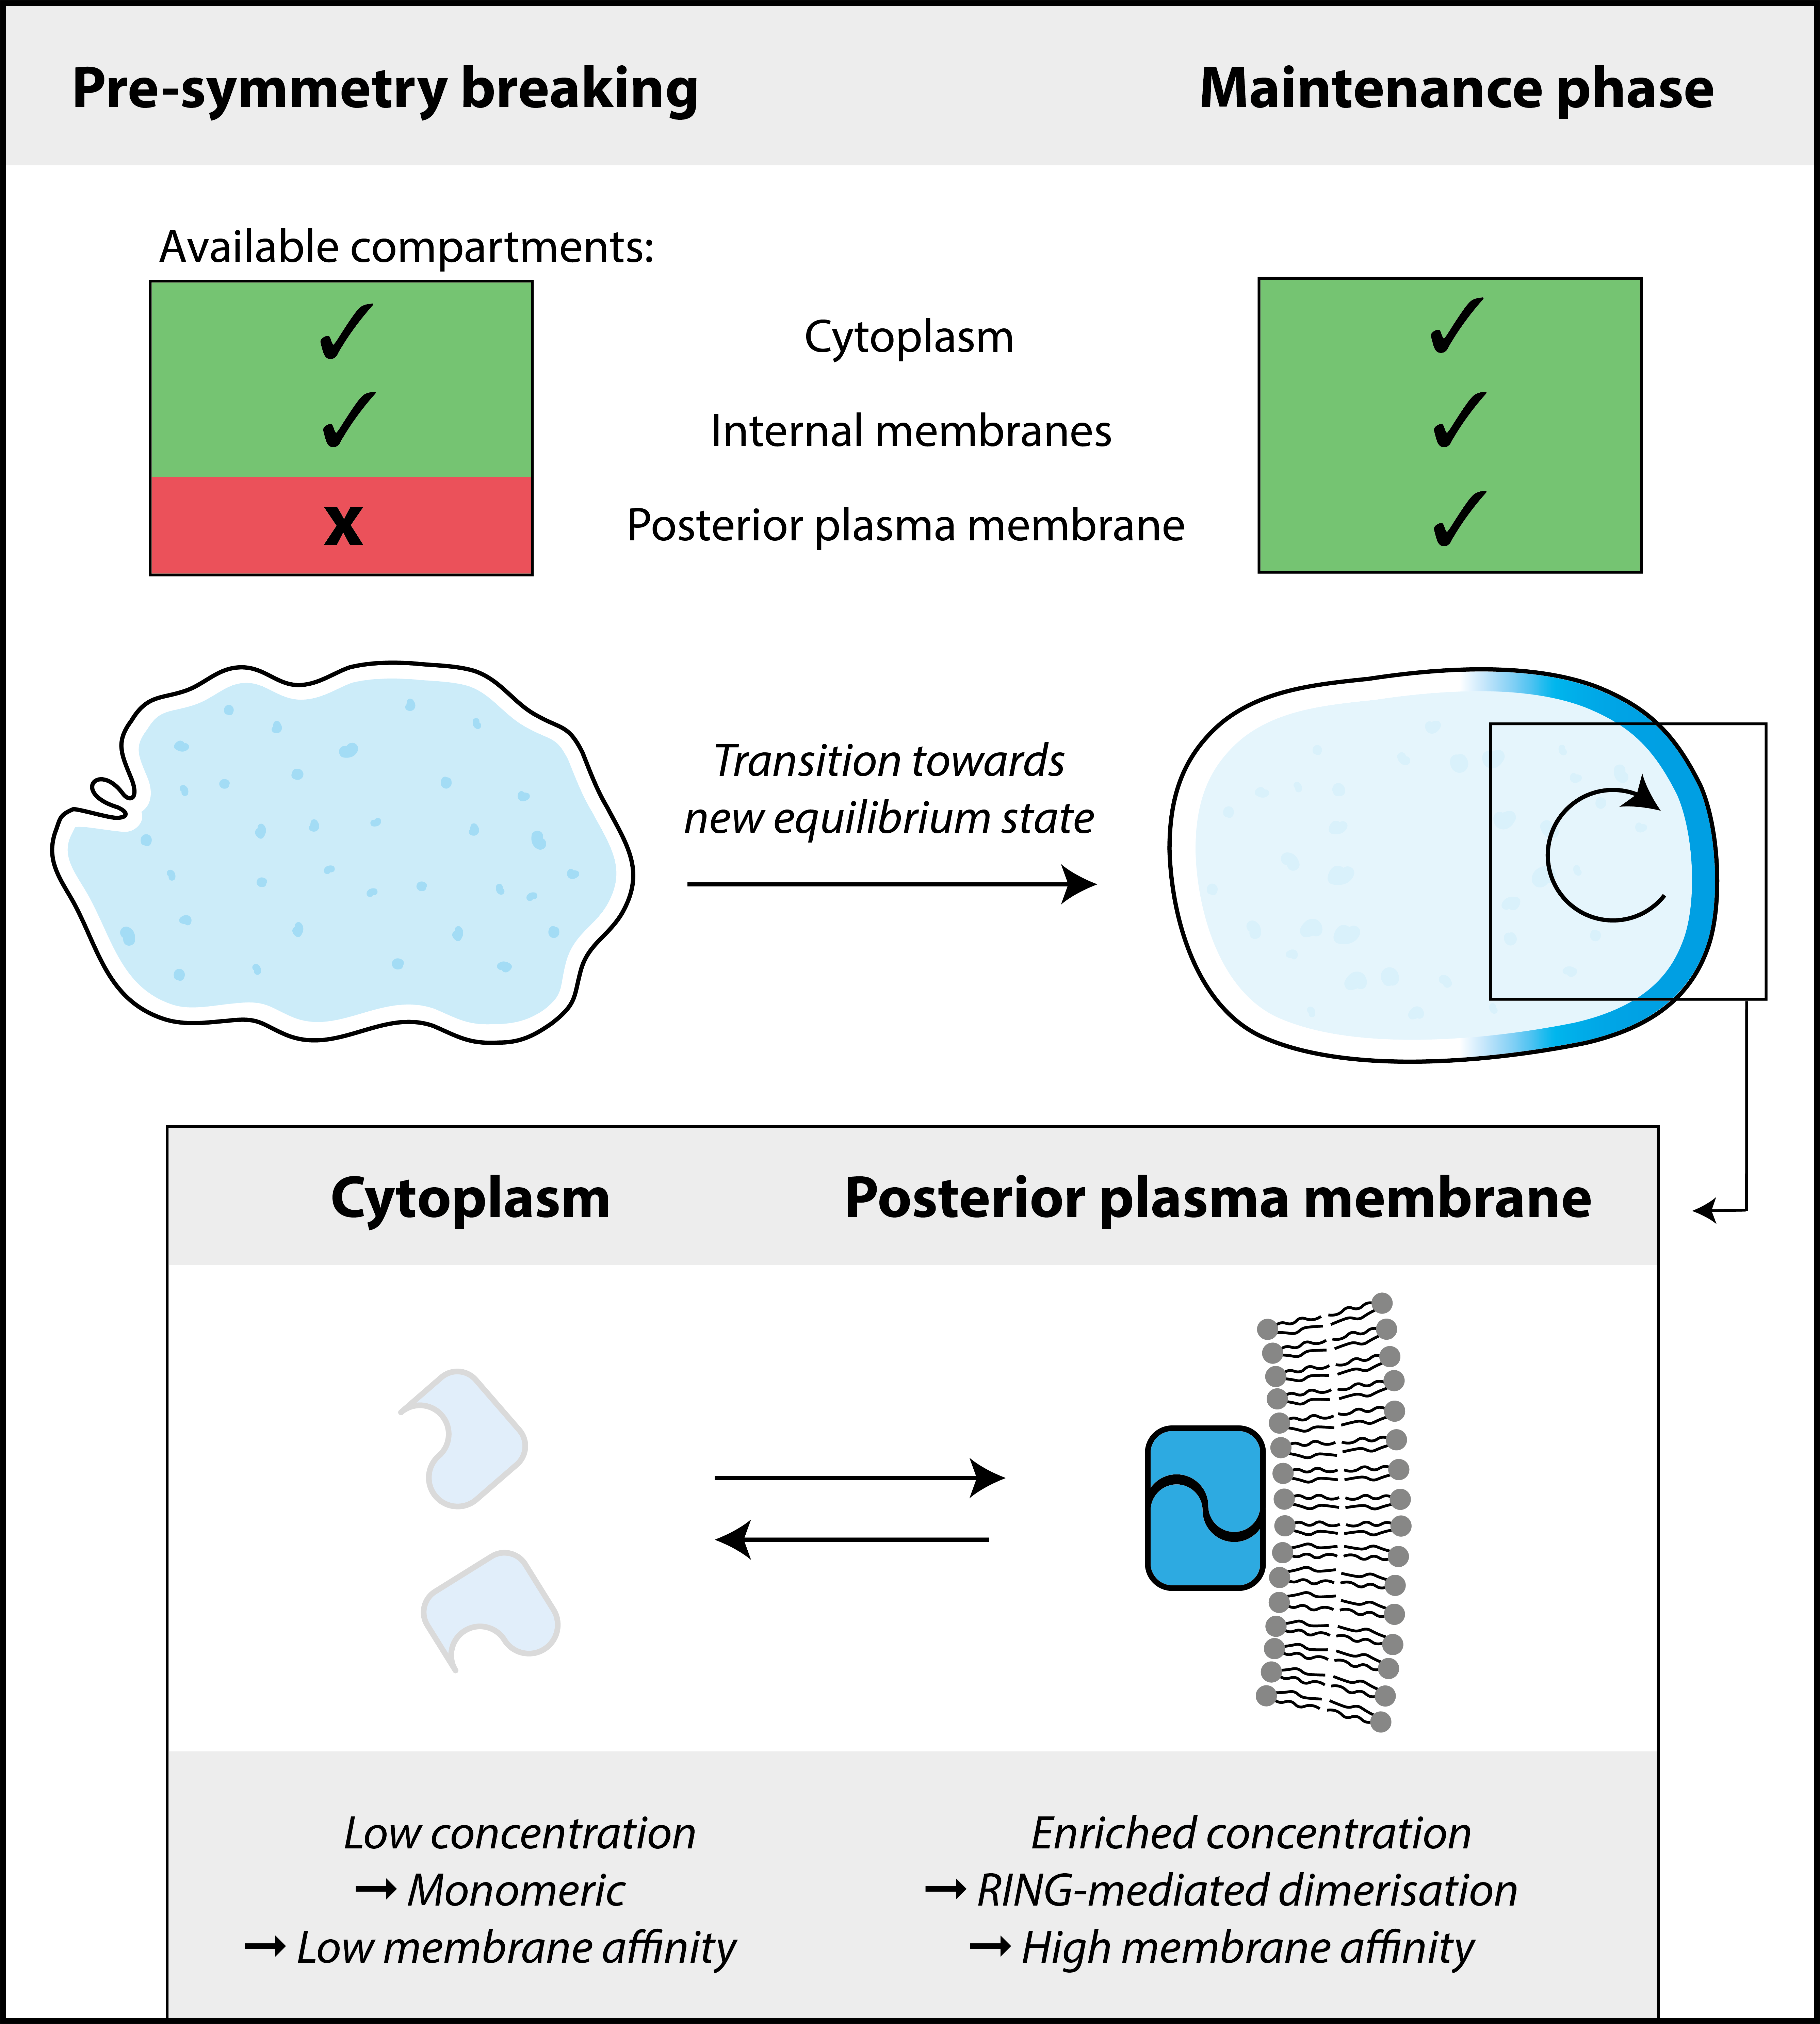 Pre-symmetry breaking
Maintenance phase
Available compartments:
✓ Cytoplasm ✓
✓ Internal membranes ✓
x Posterior plasma membrane ✓
Transition towards
new equilibrium state
Cytoplasm
Posterior plasma membrane
Low concentration
→ Monomeric
→ Low membrane affinity
Enriched concentration
→ RING-mediated dimerisation
→ High membrane affinity